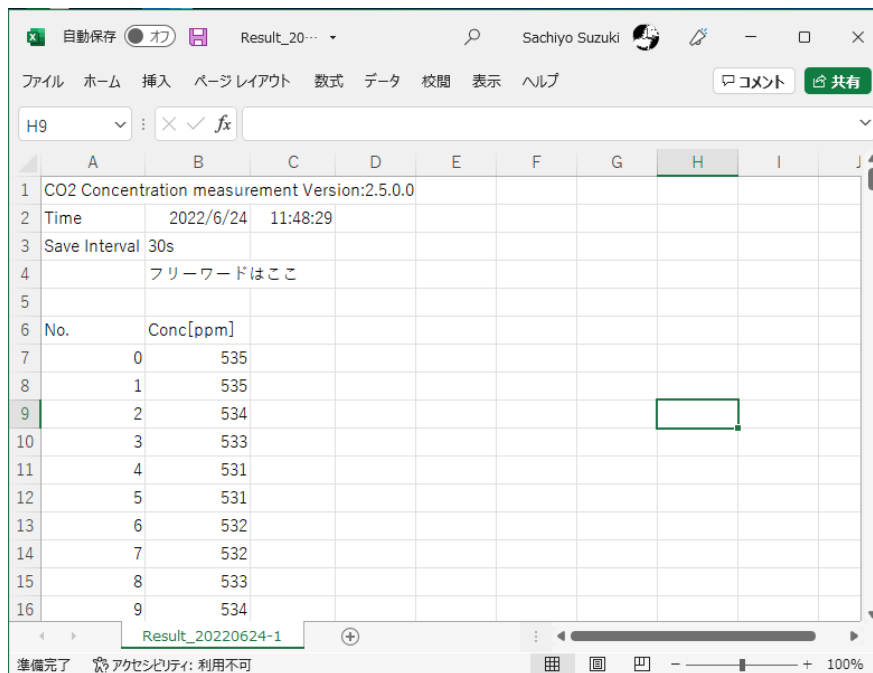 自動保存 オフ Result_20… Sachiyo Suzuki
ファイル ホーム 挿入 ページ レイアウト 数式 データ 校閲 表示 ヘルプ コメント 共有
H9 fx
A B C D E F G H I J
1 CO2 Concentration measurement Version:2.5.0.0
2 Time 2022/6/24 11:48:29
3 Save Interval 30s
4 フリーワードはここ
5
6 No. Conc[ppm]
7 0 535
8 1 535
9 2 534
10 3 533
11 4 531
12 5 531
13 6 532
14 7 532
15 8 533
16 9 534
Result_20220624-1
準備完了 アクセシビリティ: 利用不可 100%